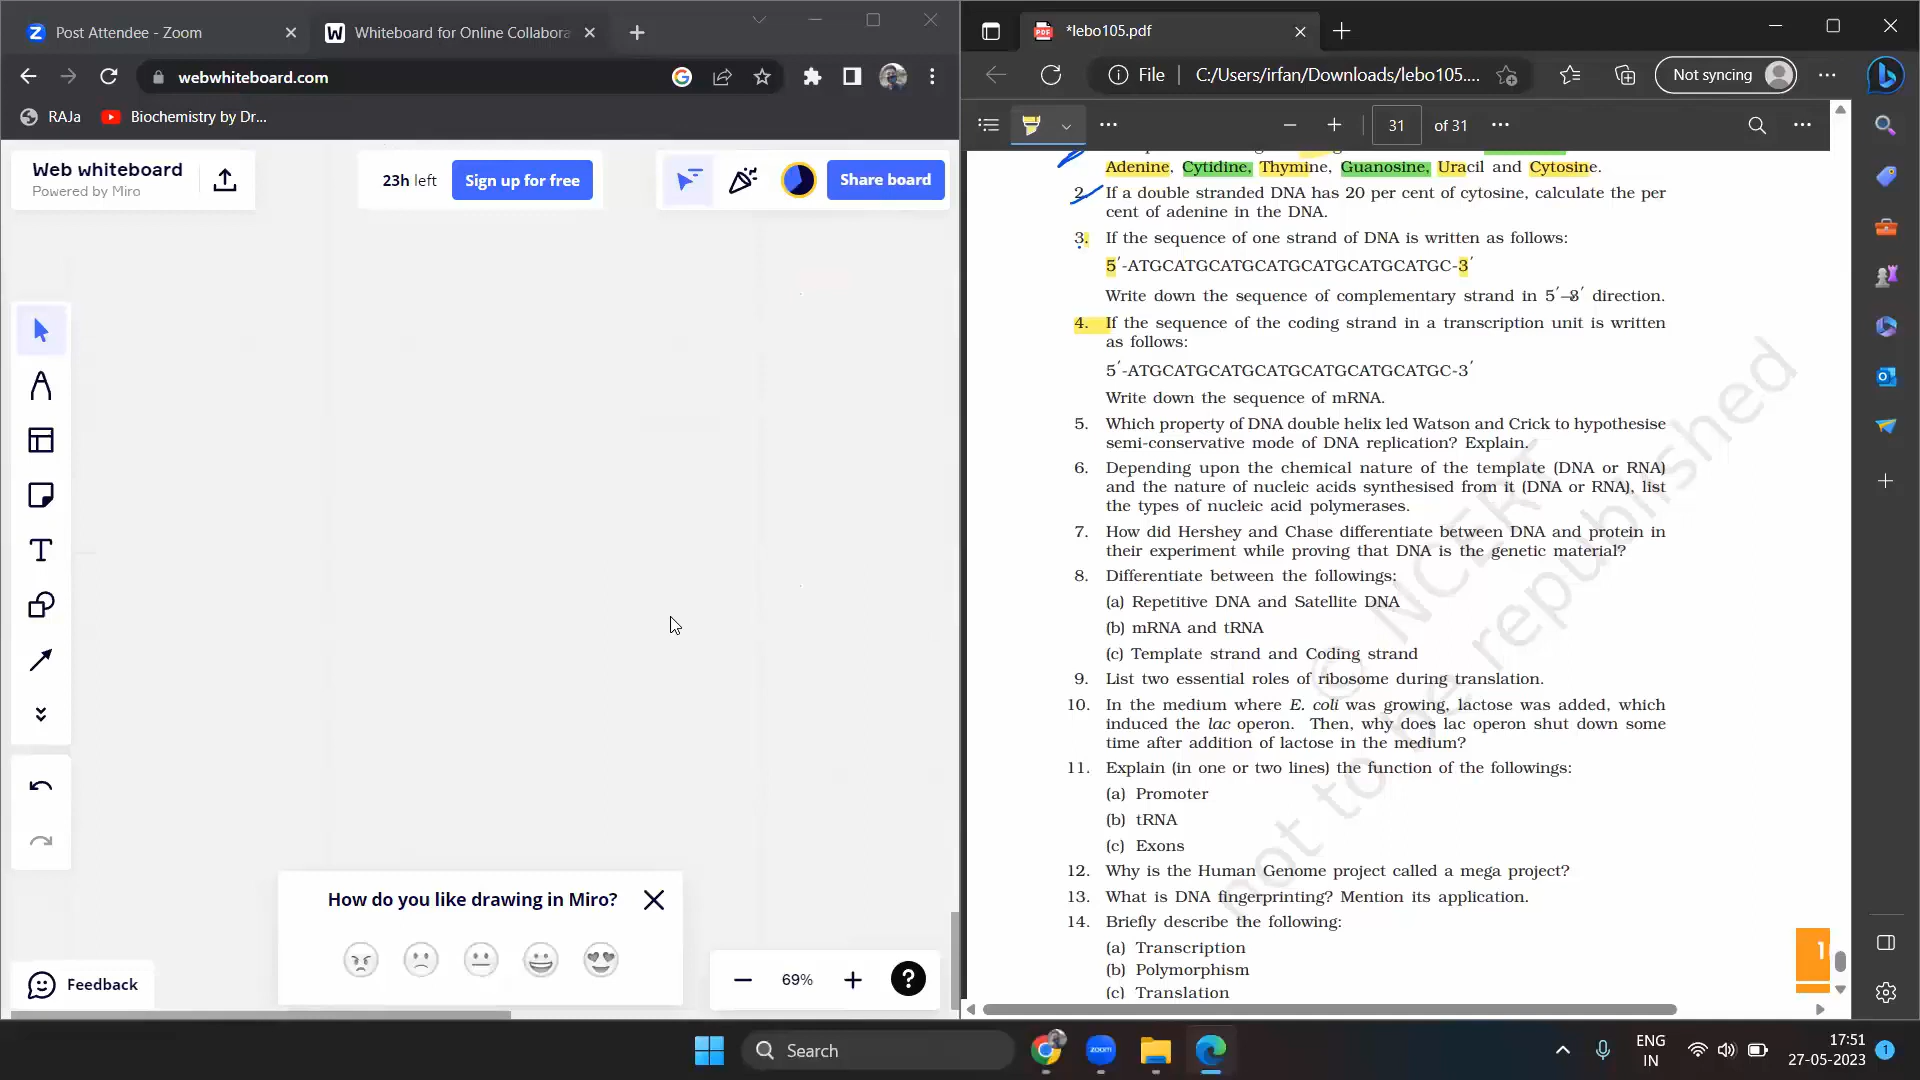 Post Attendee - Zoom
Whiteboard for Online Collabora
webwhiteboard.com
RAJa
Biochemistry by Dr...
Web whiteboard
Powered by Miro
23h left
Sign up for free
Share board
How do you like drawing in Miro?
Feedback
69%
*lebo105.pdf
File
C:/Users/irfan/Downloads/lebo105....
Not syncing
31 of 31
Adenine, Cytidine, Thymine, Guanosine, Uracil and Cytosine.
2. If a double stranded DNA has 20 per cent of cytosine, calculate the per
cent of adenine in the DNA.
3. If the sequence of one strand of DNA is written as follows:
5′-ATGCATGCATGCATGCATGCATGCATGC-3′
Write down the sequence of complementary strand in 5′→3′ direction.
4. If the sequence of the coding strand in a transcription unit is written
as follows:
5′-ATGCATGCATGCATGCATGCATGCATGC-3′
Write down the sequence of mRNA.
5. Which property of DNA double helix led Watson and Crick to hypothesise
semi-conservative mode of DNA replication? Explain.
6. Depending upon the chemical nature of the template (DNA or RNA)
and the nature of nucleic acids synthesised from it (DNA or RNA), list
the types of nucleic acid polymerases.
7. How did Hershey and Chase differentiate between DNA and protein in
their experiment while proving that DNA is the genetic material?
8. Differentiate between the followings:
(a) Repetitive DNA and Satellite DNA
(b) mRNA and tRNA
(c) Template strand and Coding strand
9. List two essential roles of ribosome during translation.
10. In the medium where E. coli was growing, lactose was added, which
induced the lac operon. Then, why does lac operon shut down some
time after addition of lactose in the medium?
11. Explain (in one or two lines) the function of the followings:
(a) Promoter
(b) tRNA
(c) Exons
12. Why is the Human Genome project called a mega project?
13. What is DNA fingerprinting? Mention its application.
14. Briefly describe the following:
(a) Transcription
(b) Polymorphism
(c) Translation
© NCERT
not to be republished
1
Search
zoom
ENG
IN
17:51
27-05-2023
1